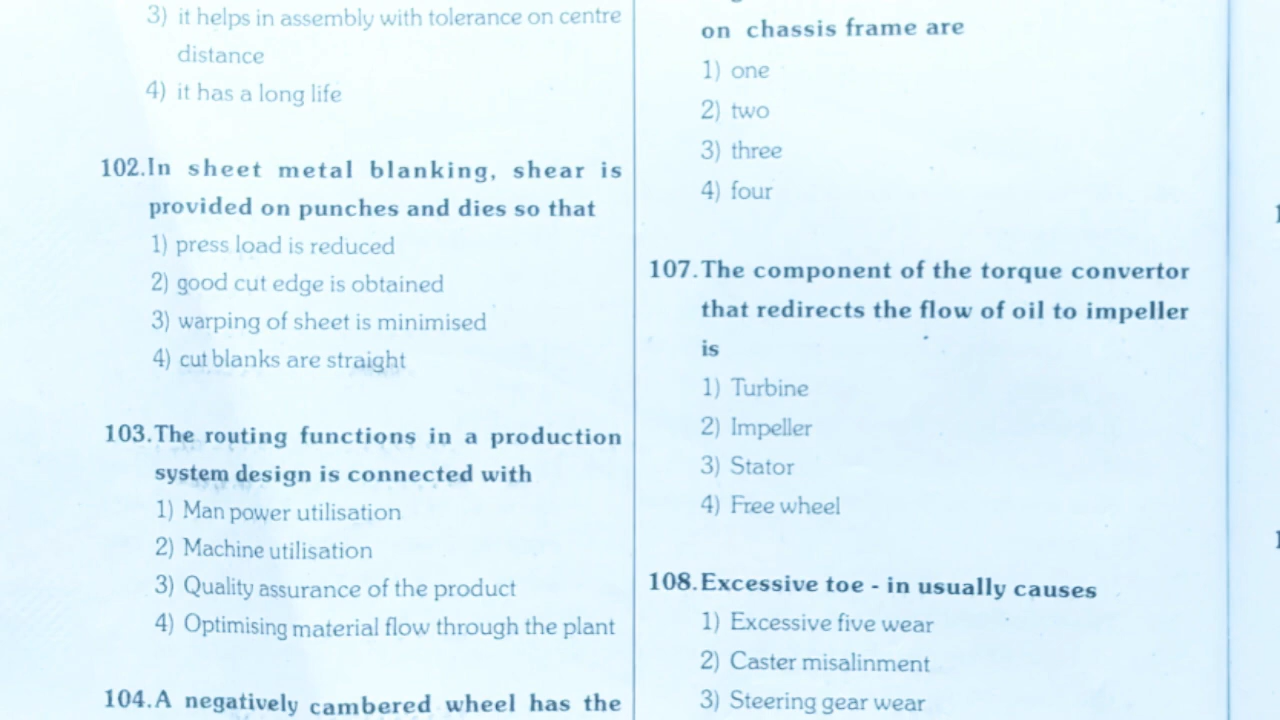 3) it helps in assembly with tolerance on centre
distance
4) it has a long life
102.In sheet metal blanking, shear is
provided on punches and dies so that
1) press load is reduced
2) good cut edge is obtained
3) warping of sheet is minimised
4) cut blanks are straight
103.The routing functions in a production
system design is connected with
1) Man power utilisation
2) Machine utilisation
3) Quality assurance of the product
4) Optimising material flow through the plant
104.A negatively cambered wheel has the
on chassis frame are
1) one
2) two
3) three
4) four
107.The component of the torque convertor
that redirects the flow of oil to impeller
is
1) Turbine
2) Impeller
3) Stator
4) Free wheel
108.Excessive toe - in usually causes
1) Excessive five wear
2) Caster misalinment
3) Steering gear wear